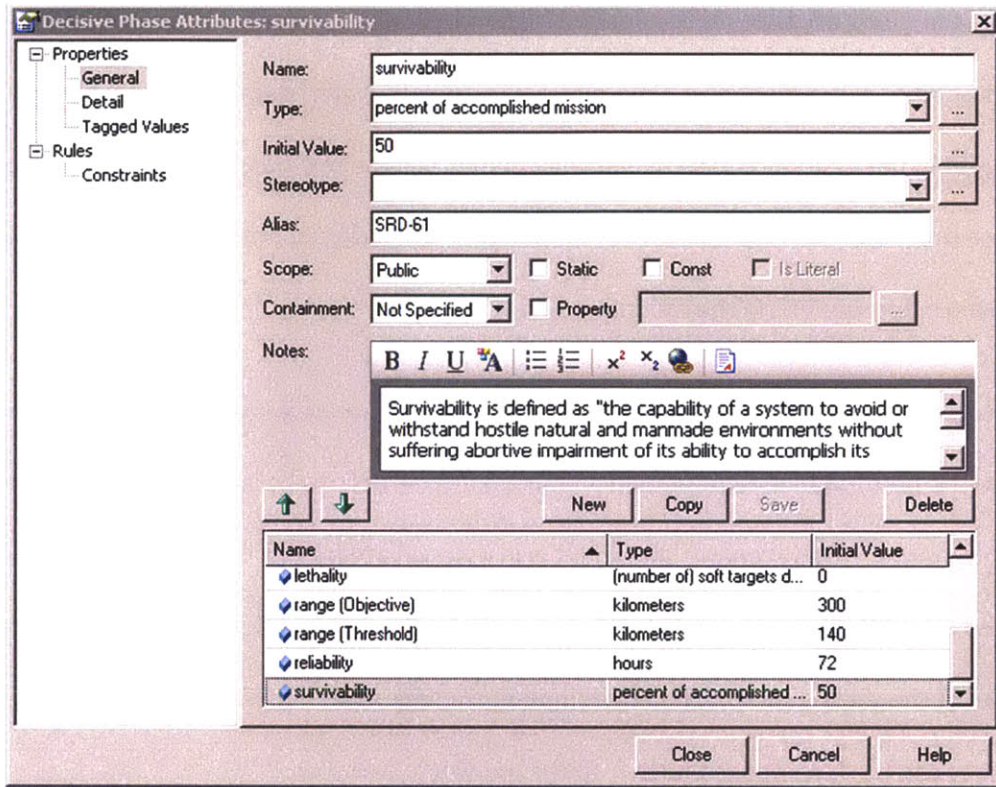 Decisive Phase Attributes: survivability
Properties
General
Detail
Tagged Values
Rules
Constraints
Name: survivability
Type: percent of accomplished mission ...
Initial Value: 50 ...
Stereotype: ...
Alias: SRD-61
Scope: Public Static Const Is Literal
Containment: Not Specified Property ...
Notes:
B I U A x² x₂
Survivability is defined as "the capability of a system to avoid or
withstand hostile natural and manmade environments without
suffering abortive impairment of its ability to accomplish its
New Copy Save Delete
Name Type Initial Value
lethality (number of) soft targets d... 0
range (Objective) kilometers 300
range (Threshold) kilometers 140
reliability hours 72
survivability percent of accomplished ... 50
Close Cancel Help